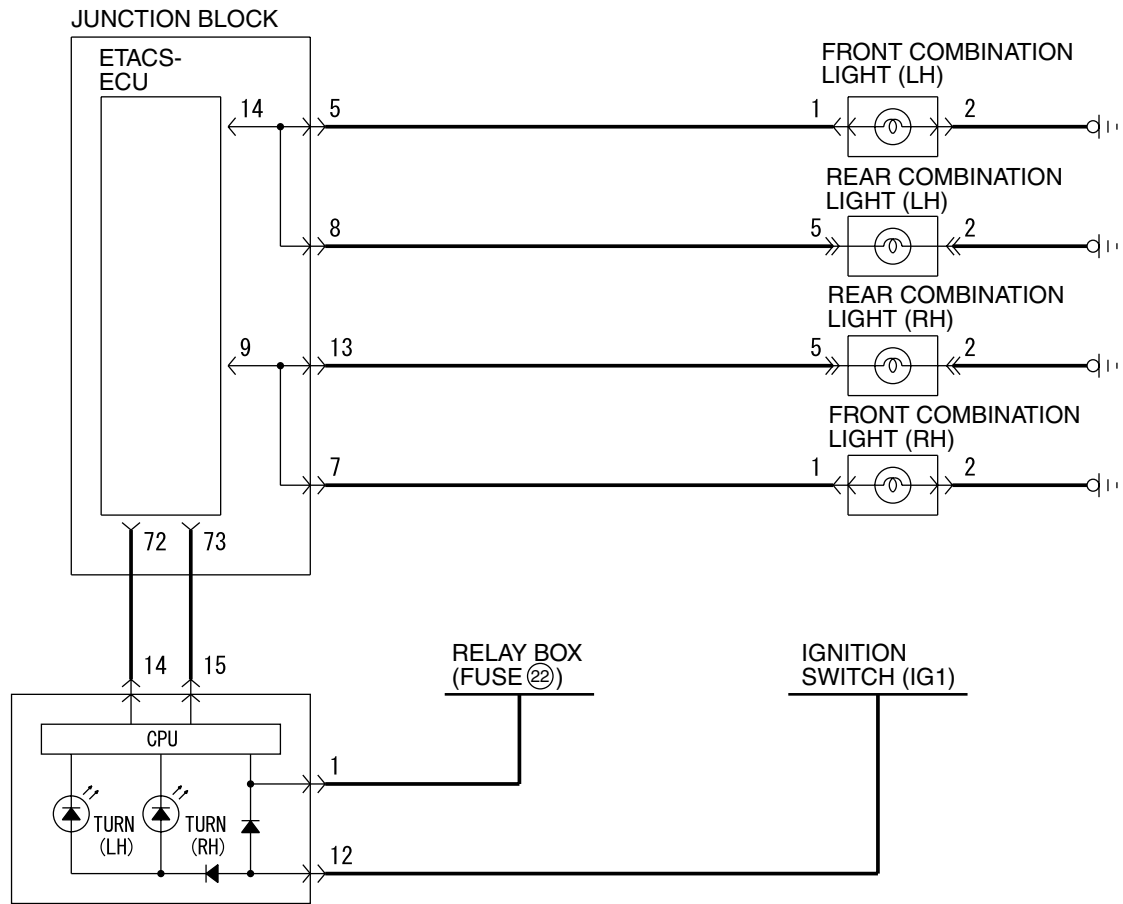 JUNCTION BLOCK
ETACS-
ECU
FRONT COMBINATION
LIGHT (LH)
14
5
1
2
REAR COMBINATION
LIGHT (LH)
8
5
2
REAR COMBINATION
LIGHT (RH)
9
13
5
2
FRONT COMBINATION
LIGHT (RH)
7
1
2
72
73
14
15
RELAY BOX
(FUSE 22)
IGNITION
SWITCH (IG1)
CPU
1
TURN
(LH)
TURN
(RH)
12